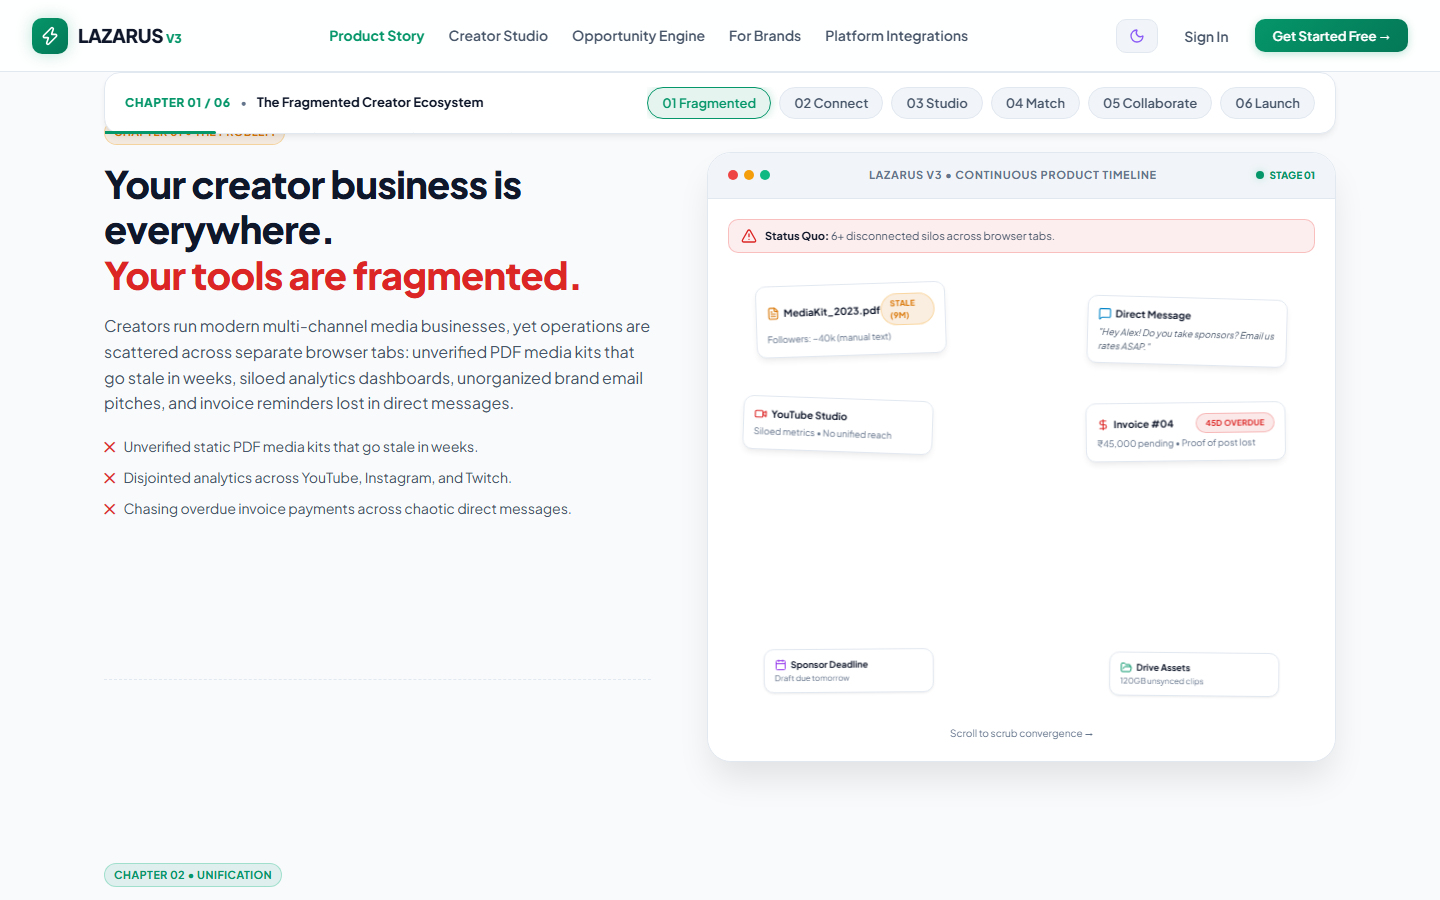 LAZARUS V3
Product Story
Creator Studio
Opportunity Engine
For Brands
Platform Integrations
Sign In
Get Started Free →
CHAPTER 01 / 06 • The Fragmented Creator Ecosystem
01 Fragmented
02 Connect
03 Studio
04 Match
05 Collaborate
06 Launch
Your creator business is
everywhere.
Your tools are fragmented.
Creators run modern multi-channel media businesses, yet operations are
scattered across separate browser tabs: unverified PDF media kits that
go stale in weeks, siloed analytics dashboards, unorganized brand email
pitches, and invoice reminders lost in direct messages.
Unverified static PDF media kits that go stale in weeks.
Disjointed analytics across YouTube, Instagram, and Twitch.
Chasing overdue invoice payments across chaotic direct messages.
LAZARUS V3 • CONTINUOUS PRODUCT TIMELINE
STAGE 01
Status Quo: 6+ disconnected silos across browser tabs.
MediaKit_2023.pdf
STALE
(9M)
Followers: ~40k (manual text)
Direct Message
"Hey Alex! Do you take sponsors? Email us
rates ASAP."
YouTube Studio
Siloed metrics • No unified reach
Invoice #04
45D OVERDUE
₹45,000 pending • Proof of post lost
Sponsor Deadline
Draft due tomorrow
Drive Assets
120GB unsynced clips
Scroll to scrub convergence →
CHAPTER 02 • UNIFICATION